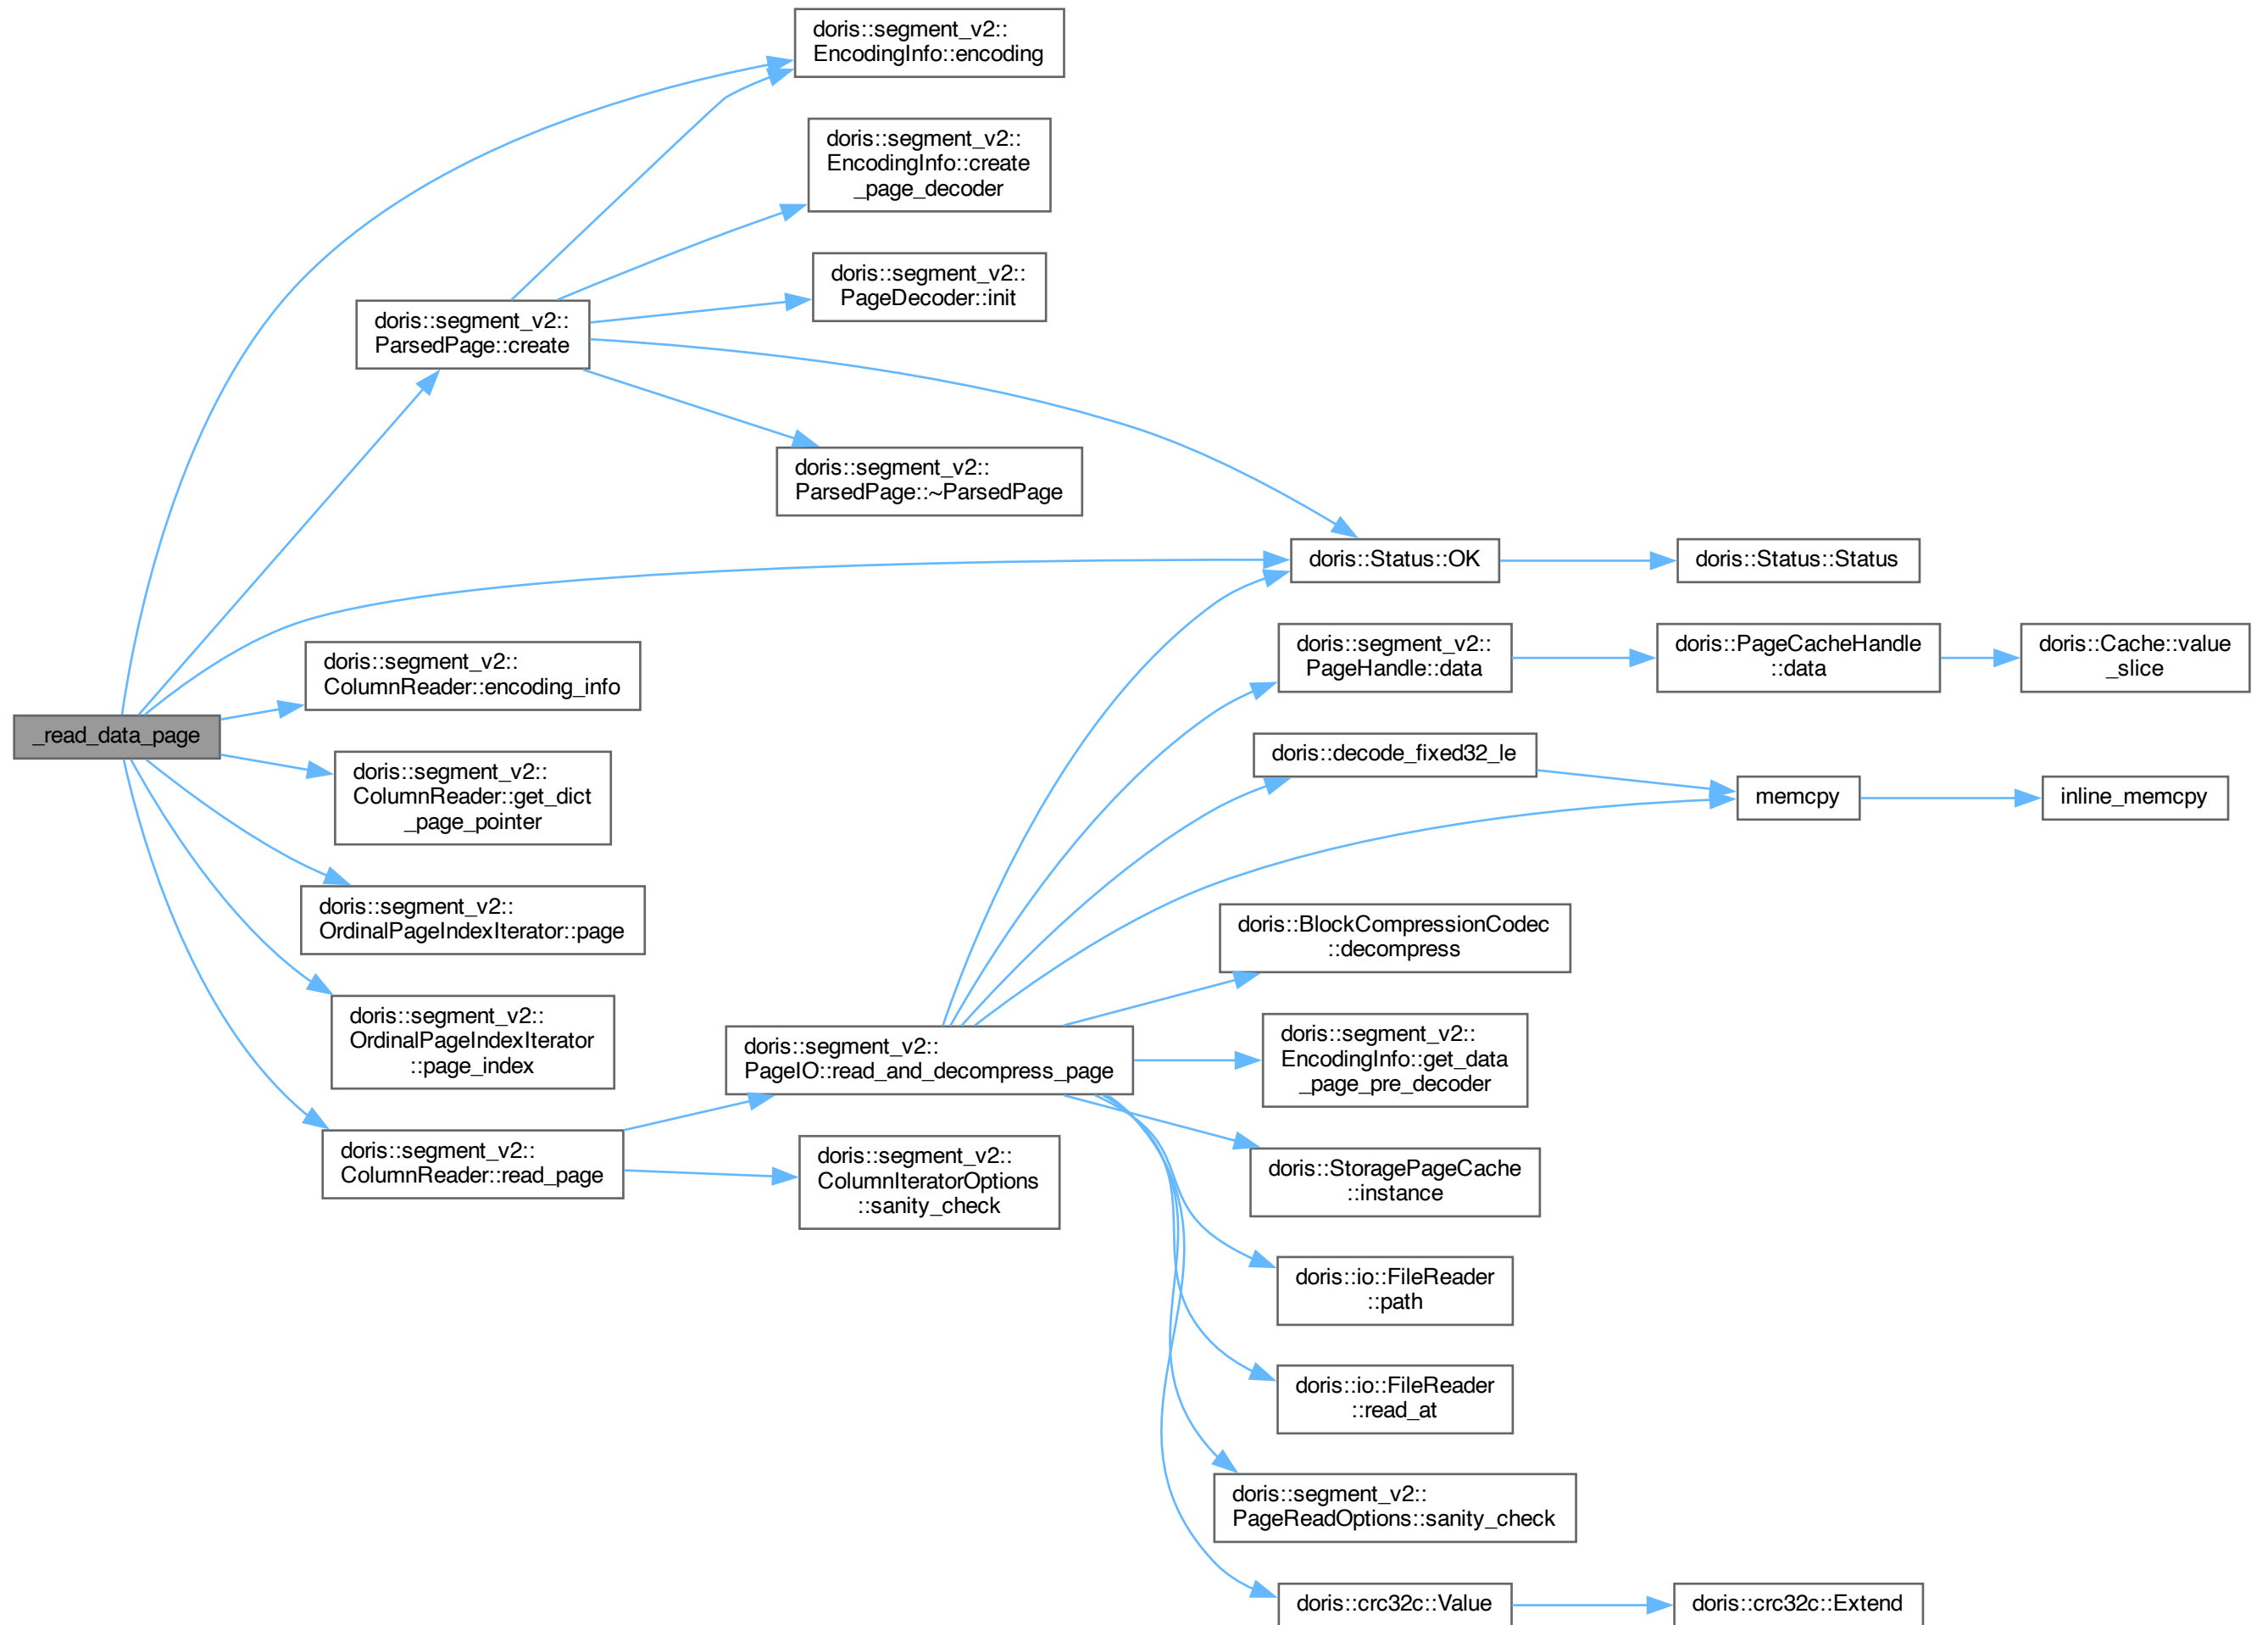 doris::segment_v2::
EncodingInfo::encoding
doris::segment_v2::
EncodingInfo::create
_page_decoder
doris::segment_v2::
PageDecoder::init
doris::segment_v2::
ParsedPage::create
doris::segment_v2::
ParsedPage::~ParsedPage
doris::Status::OK
doris::Status::Status
doris::segment_v2::
ColumnReader::encoding_info
doris::segment_v2::
PageHandle::data
doris::PageCacheHandle
::data
doris::Cache::value
_slice
_read_data_page
doris::segment_v2::
ColumnReader::get_dict
_page_pointer
doris::decode_fixed32_le
memcpy
inline_memcpy
doris::segment_v2::
OrdinalPageIndexIterator::page
doris::BlockCompressionCodec
::decompress
doris::segment_v2::
OrdinalPageIndexIterator
::page_index
doris::segment_v2::
PageIO::read_and_decompress_page
doris::segment_v2::
EncodingInfo::get_data
_page_pre_decoder
doris::segment_v2::
ColumnReader::read_page
doris::segment_v2::
ColumnIteratorOptions
::sanity_check
doris::StoragePageCache
::instance
doris::io::FileReader
::path
doris::io::FileReader
::read_at
doris::segment_v2::
PageReadOptions::sanity_check
doris::crc32c::Value
doris::crc32c::Extend